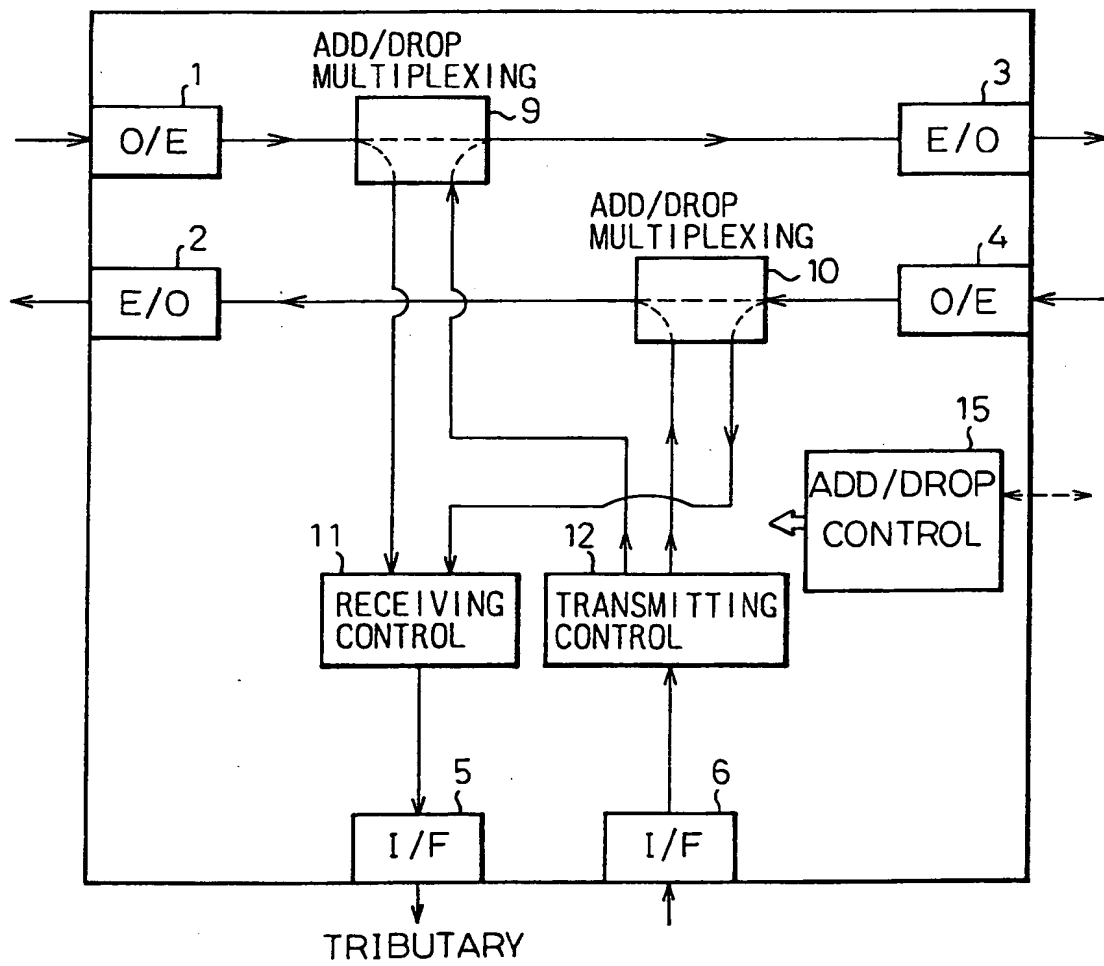 ADD/DROP
MULTIPLEXING
1
9
3
O/E
E/O
ADD/DROP
MULTIPLEXING
2
10
4
E/O
O/E
15
ADD/DROP
CONTROL
11
12
RECEIVING
CONTROL
TRANSMITTING
CONTROL
5
6
I/F
I/F
TRIBUTARY